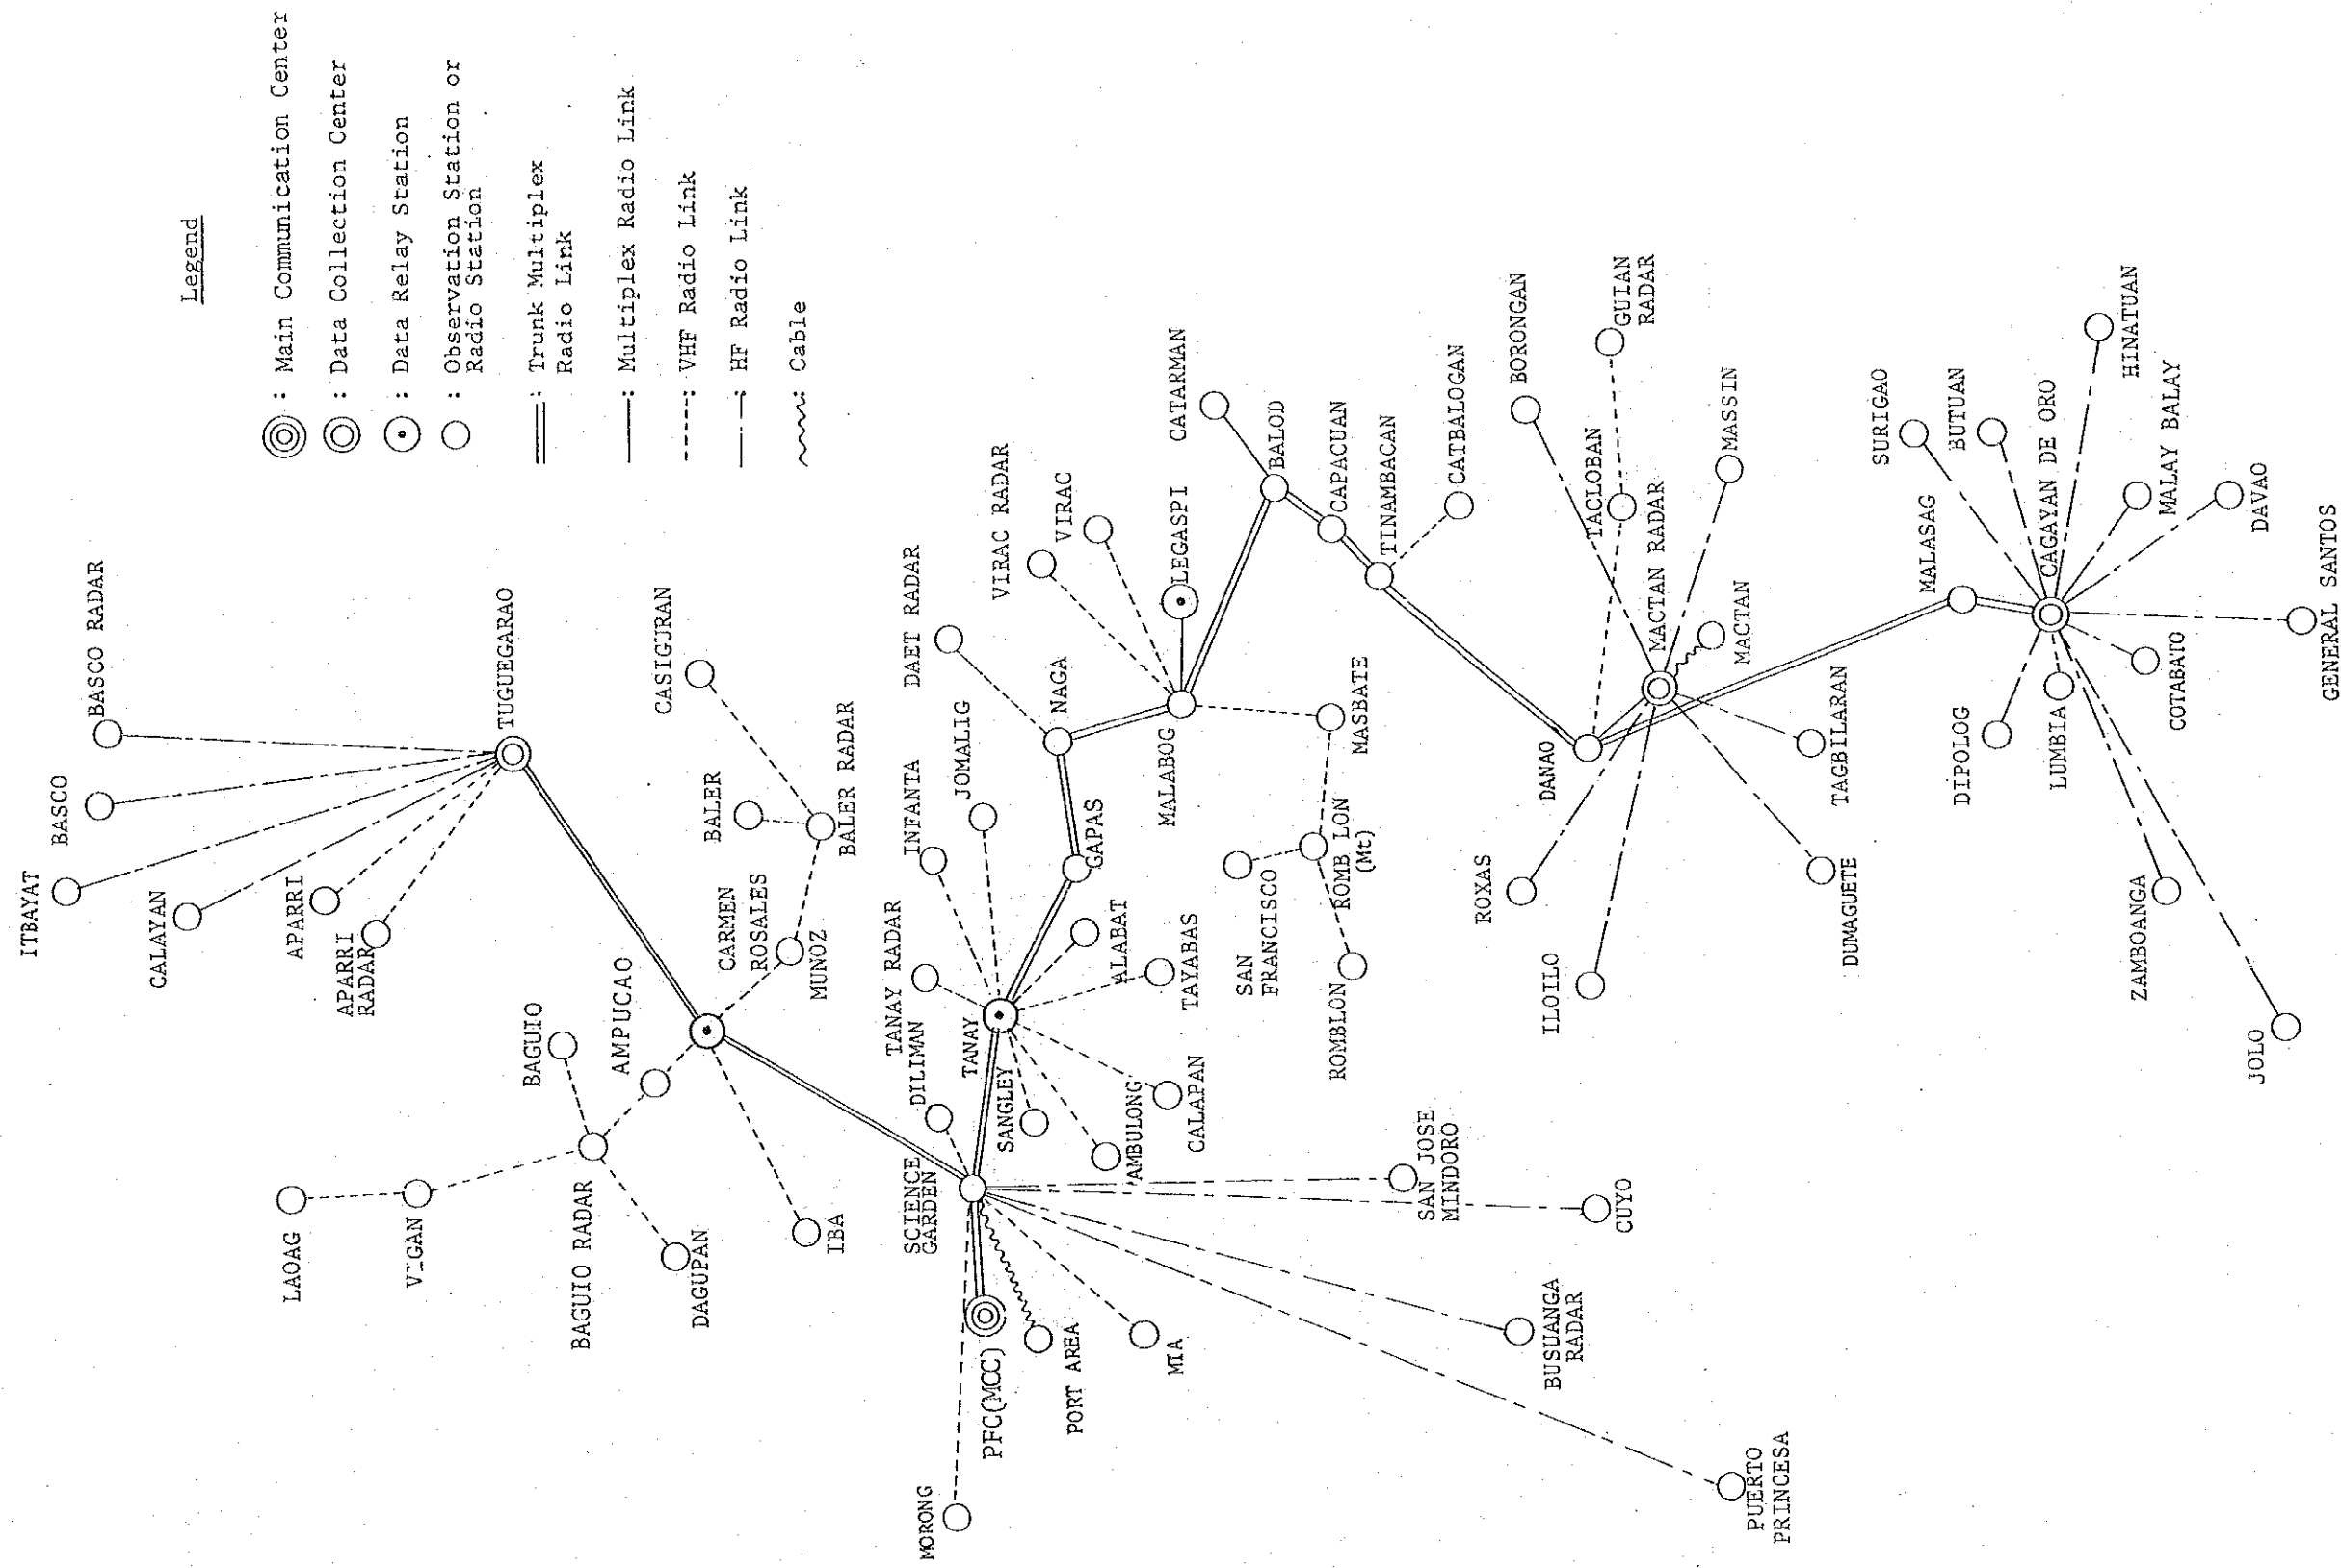 Legend
: Main Communication Center
: Data Collection Center
: Data Relay Station
: Observation Station or
Radio Station
: Trunk Multiplex
Radio Link
: Multiplex Radio Link
: VHF Radio Link
: HF Radio Link
: Cable
ITBAYAT
BASCO
BASCO RADAR
CALAYAN
APARRI
APARRI
RADAR
TUGUEGARAO
LAOAG
VIGAN
BAGUIO RADAR
BAGUIO
AMPUCAO
DAGUPAN
IBA
CARMEN
ROSALES
MUNOZ
BALER
BALER RADAR
CASIGURAN
MORONG
PFC(MCC)
SCIENCE
GARDEN
PORT AREA
MIA
DILIMAN
TANAY RADAR
TANAY
SANGLEY
AMBULONG
CALAPAN
TAYABAS
ALABAT
INFANTA
JOMALIG
GAPAS
NAGA
DAET RADAR
MALABOG
VIRAC RADAR
VIRAC
LEGASPI
CATARMAN
BALOD
CAPACUAN
TINAMBACAN
CATBALOGAN
MASBATE
ROMB LON
(Mt)
SAN
FRANCISCO
ROMBLON
SAN JOSE
MINDORO
CUYO
BUSUANGA
RADAR
PUERTO
PRINCESA
BORONGAN
GUIAN
RADAR
TACLOBAN
MACTAN RADAR
MASSIN
MACTAN
DANAO
ROXAS
ILOILO
DUMAGUETE
TAGBILARAN
MALASAG
SURIGAO
BUTUAN
CAGAYAN DE ORO
HINATUAN
MALAY BALAY
DAVAO
GENERAL SANTOS
COTABATO
LUMBIA
DIPOLOG
ZAMBOANGA
JOLO